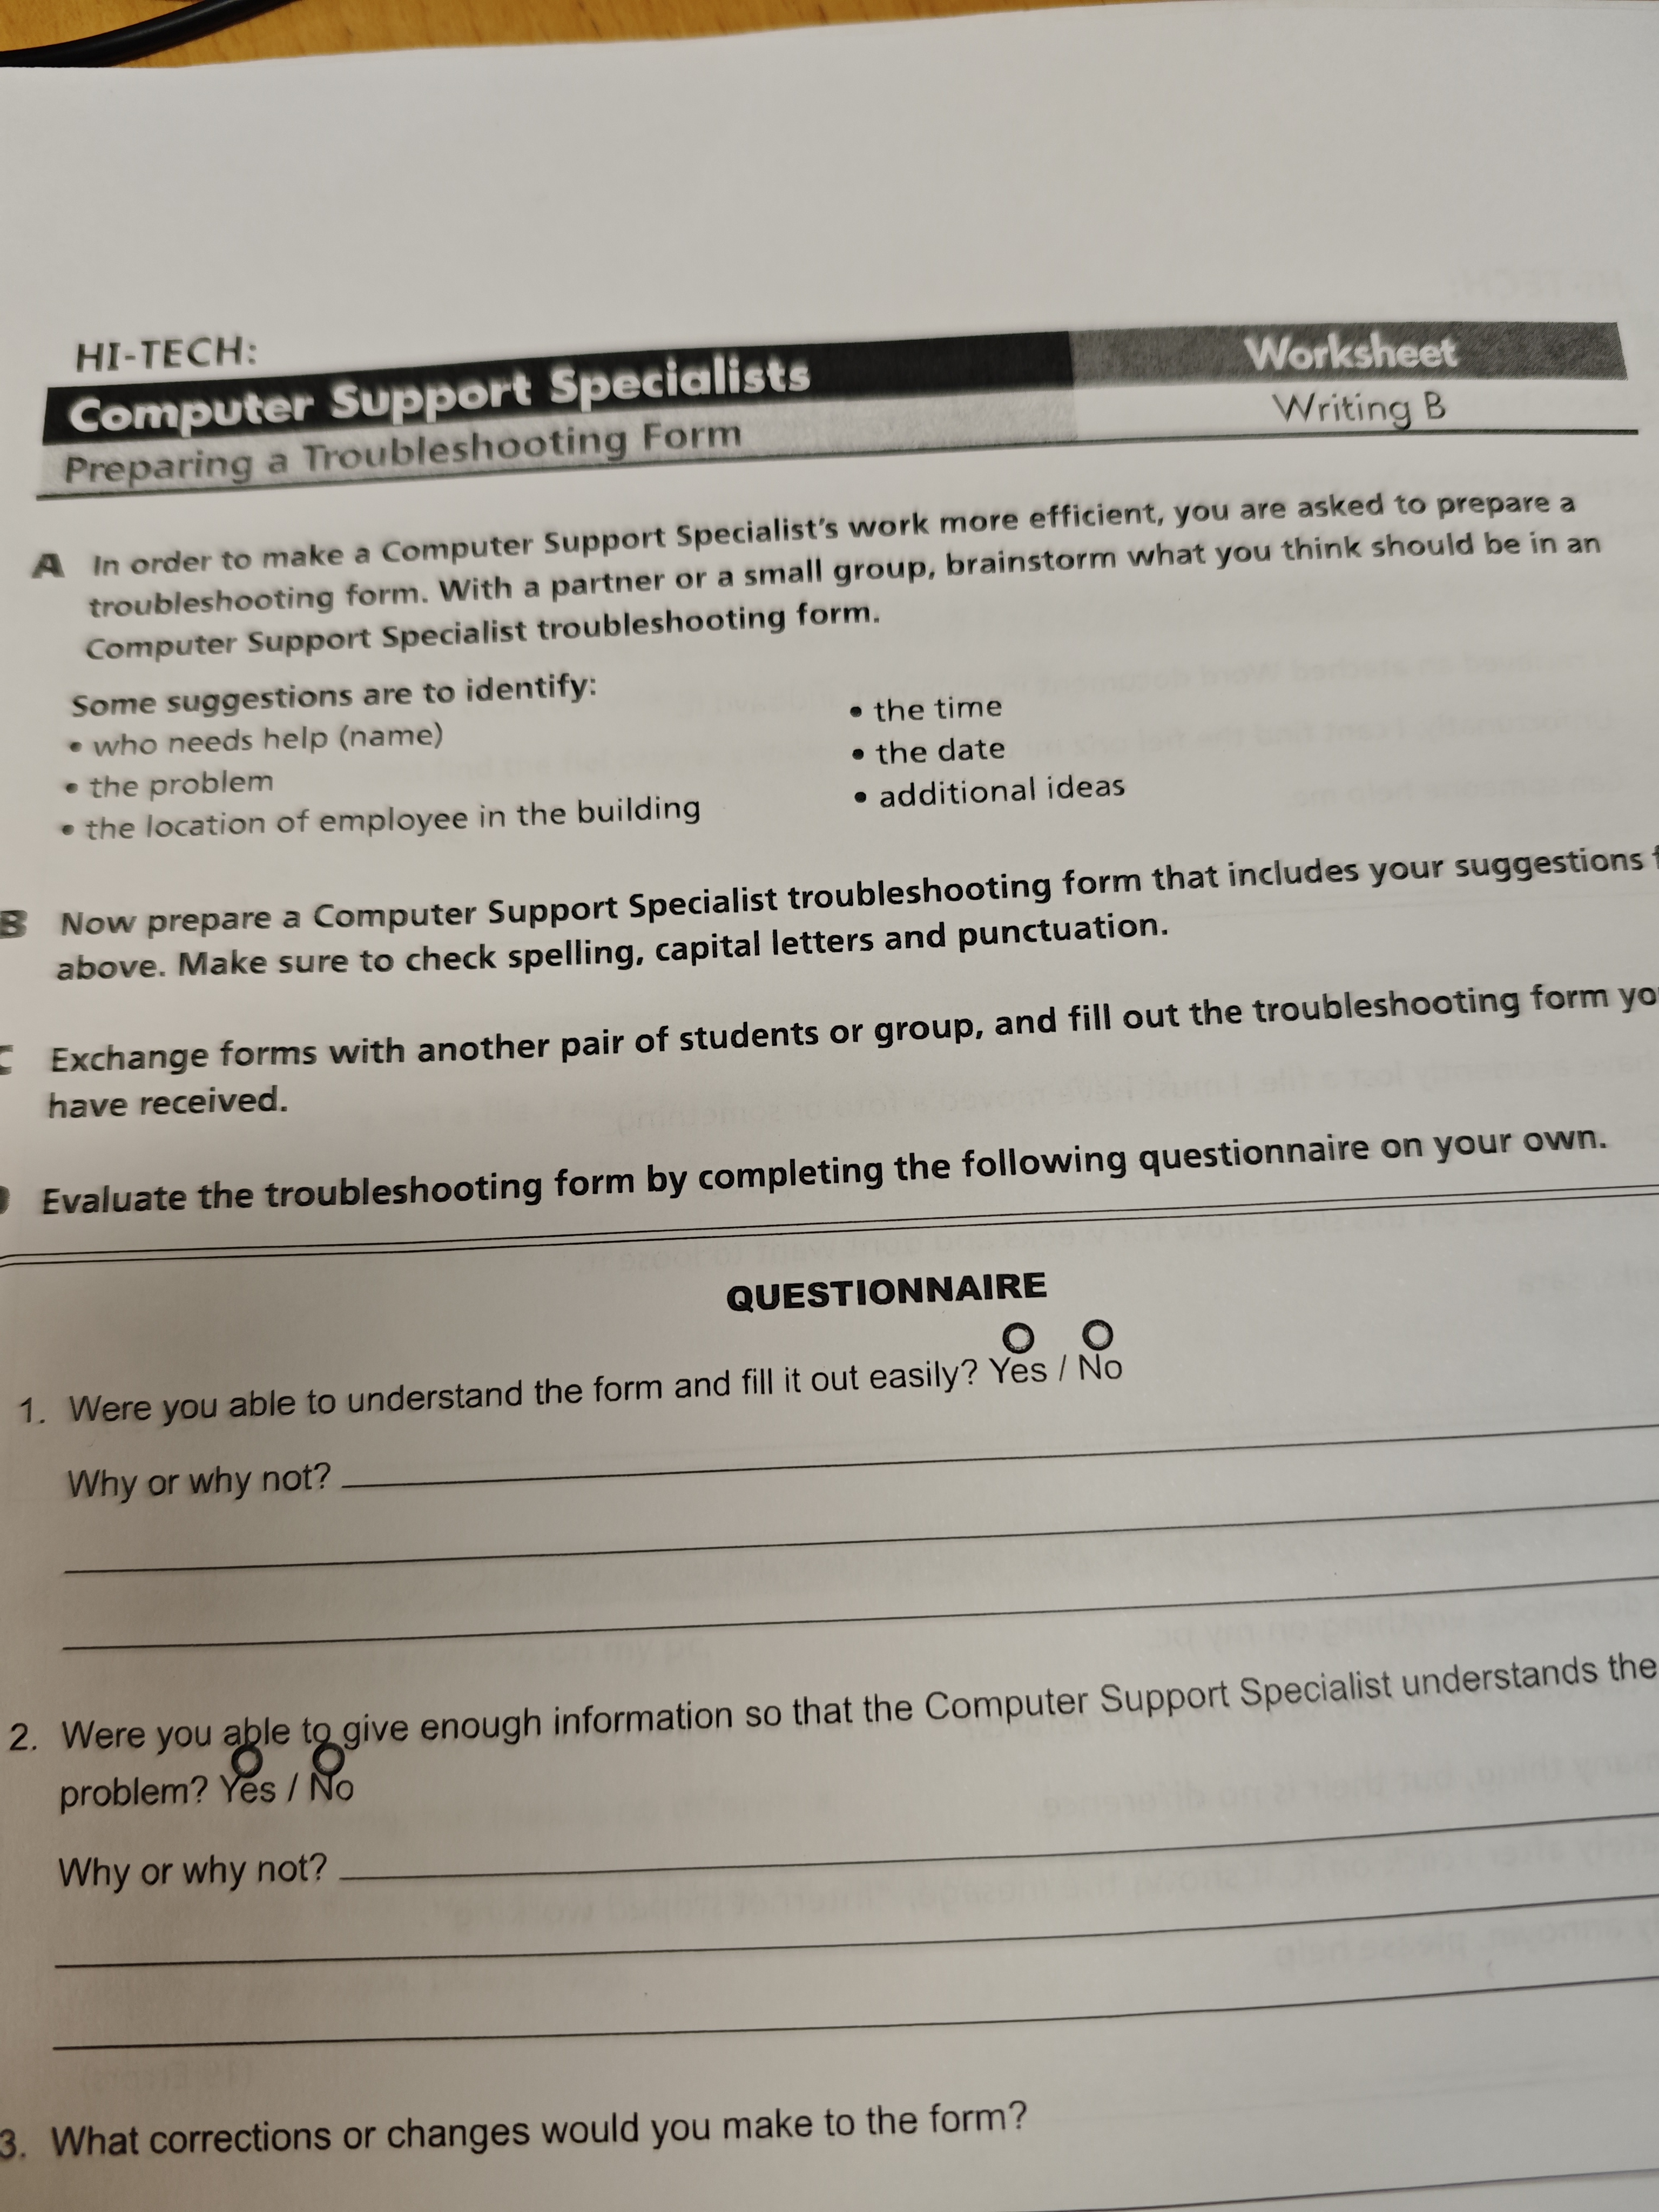 HI-TECH:
Computer Support Specialists
Worksheet
Preparing a Troubleshooting Form
Writing B
A In order to make a Computer Support Specialist's work more efficient, you are asked to prepare a
troubleshooting form. With a partner or a small group, brainstorm what you think should be in an
Computer Support Specialist troubleshooting form.
Some suggestions are to identify:
• who needs help (name)
• the problem
• the location of employee in the building
• the time
• the date
• additional ideas
B Now prepare a Computer Support Specialist troubleshooting form that includes your suggestions
above. Make sure to check spelling, capital letters and punctuation.
C Exchange forms with another pair of students or group, and fill out the troubleshooting form
have received.
Evaluate the troubleshooting form by completing the following questionnaire on your own.
QUESTIONNAIRE
1. Were you able to understand the form and fill it out easily? Yes / No
Why or why not?
2. Were you able to give enough information so that the Computer Support Specialist understands the
problem? Yes / No
Why or why not?
3. What corrections or changes would you make to the form?